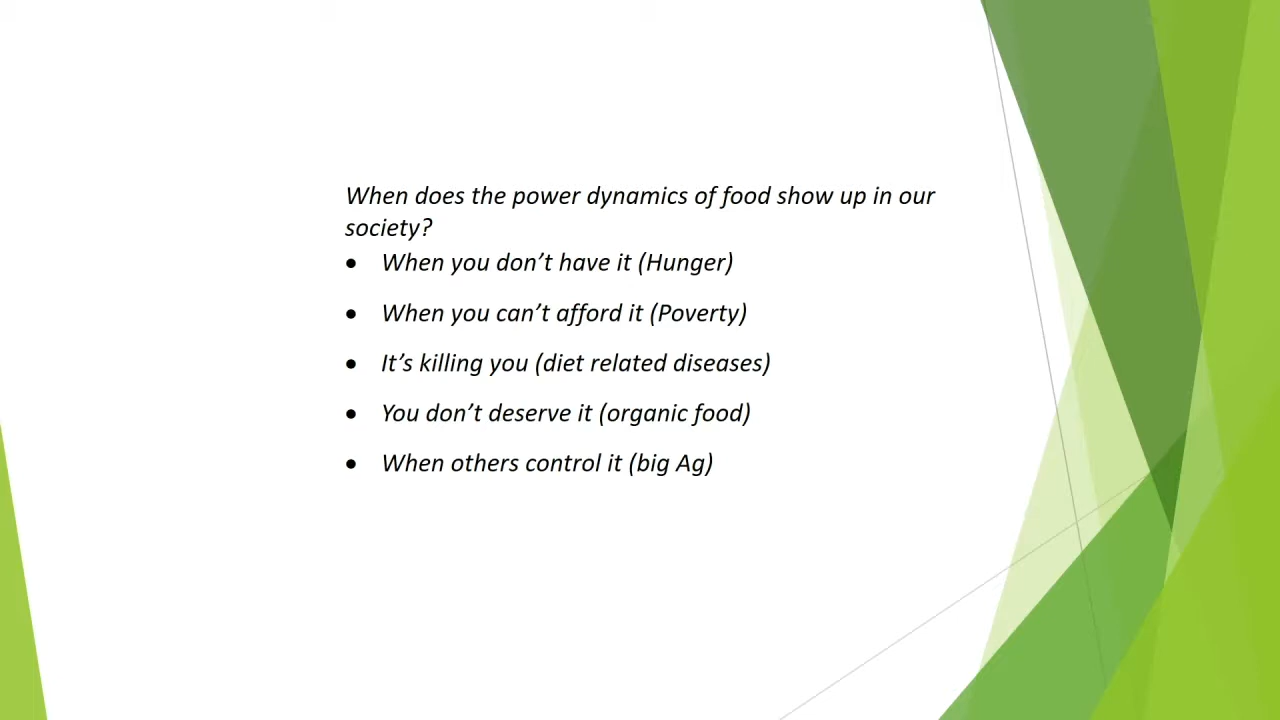 When does the power dynamics of food show up in our
society?
• When you don’t have it (Hunger)
• When you can’t afford it (Poverty)
• It’s killing you (diet related diseases)
• You don’t deserve it (organic food)
• When others control it (big Ag)